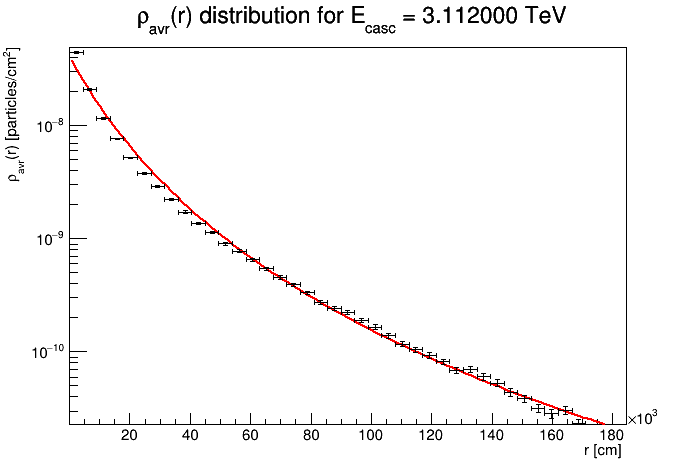 ρavr(r) distribution for Ecasc = 3.112000 TeV
ρavr(r) [particles/cm²]
10⁻⁸
10⁻⁹
10⁻¹⁰
20 40 60 80 100 120 140 160 180
×10³
r [cm]